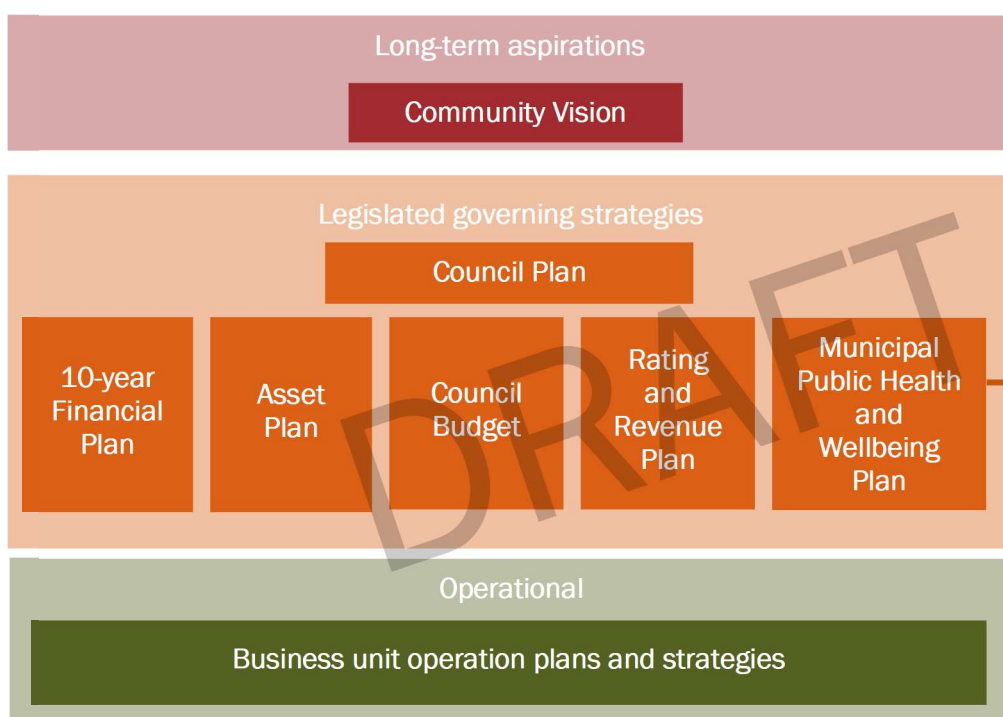 Long-term aspirations
Community Vision
Legislated governing strategies
Council Plan
10-year
Financial
Plan
Asset
Plan
Council
Budget
Rating
and
Revenue
Plan
Municipal
Public Health
and
Wellbeing
Plan
DRAFT
Operational
Business unit operation plans and strategies